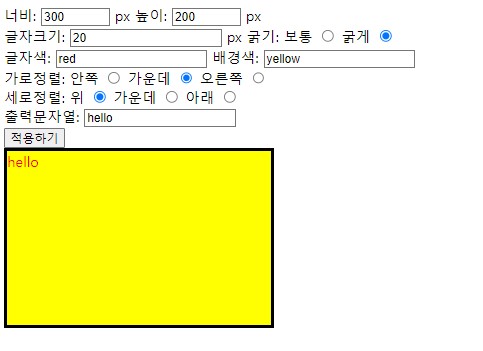 너비: 300 px 높이: 200 px
글자크기: 20 px 굵기: 보통 굵게
글자색: red 배경색: yellow
가로정렬: 안쪽 가운데 오른쪽
세로정렬: 위 가운데 아래
출력문자열: hello
적용하기
hello